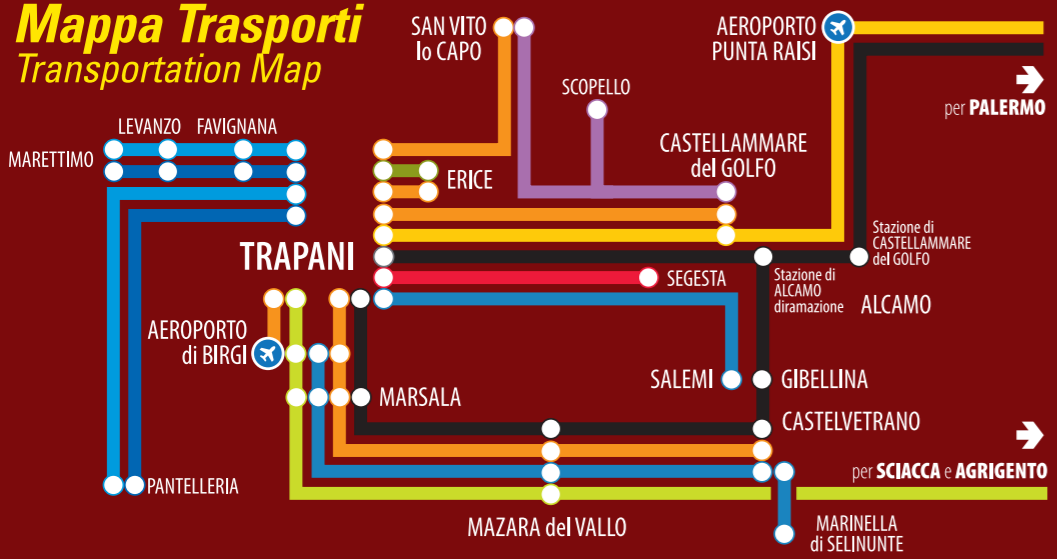 Mappa Trasporti
Transportation Map
SAN VITO
lo CAPO
AEROPORTO
PUNTA RAISI
per PALERMO
SCOPELLO
LEVANZO
FAVIGNANA
MARETTIMO
CASTELLAMMARE
del GOLFO
ERICE
TRAPANI
Stazione di
CASTELLAMMARE
del GOLFO
SEGESTA
Stazione di
ALCAMO
diramazione
ALCAMO
AEROPORTO
di BIRGI
SALEMI
GIBELLINA
MARSALA
CASTELVETRANO
per SCIACCA e AGRIGENTO
PANTELLERIA
MAZARA del VALLO
MARINELLA
di SELINUNTE